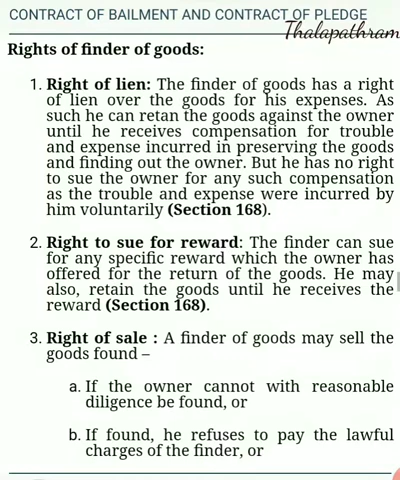 CONTRACT OF BAILMENT AND CONTRACT OF PLEDGE
Thalapathram
Rights of finder of goods:
1. Right of lien: The finder of goods has a right
of lien over the goods for his expenses. As
such he can retan the goods against the owner
until he receives compensation for trouble
and expense incurred in preserving the goods
and finding out the owner. But he has no right
to sue the owner for any such compensation
as the trouble and expense were incurred by
him voluntarily (Section 168).
2. Right to sue for reward: The finder can sue
for any specific reward which the owner has
offered for the return of the goods. He may
also, retain the goods until he receives the
reward (Section 168).
3. Right of sale : A finder of goods may sell the
goods found –
a. If the owner cannot with reasonable
diligence be found, or
b. If found, he refuses to pay the lawful
charges of the finder, or